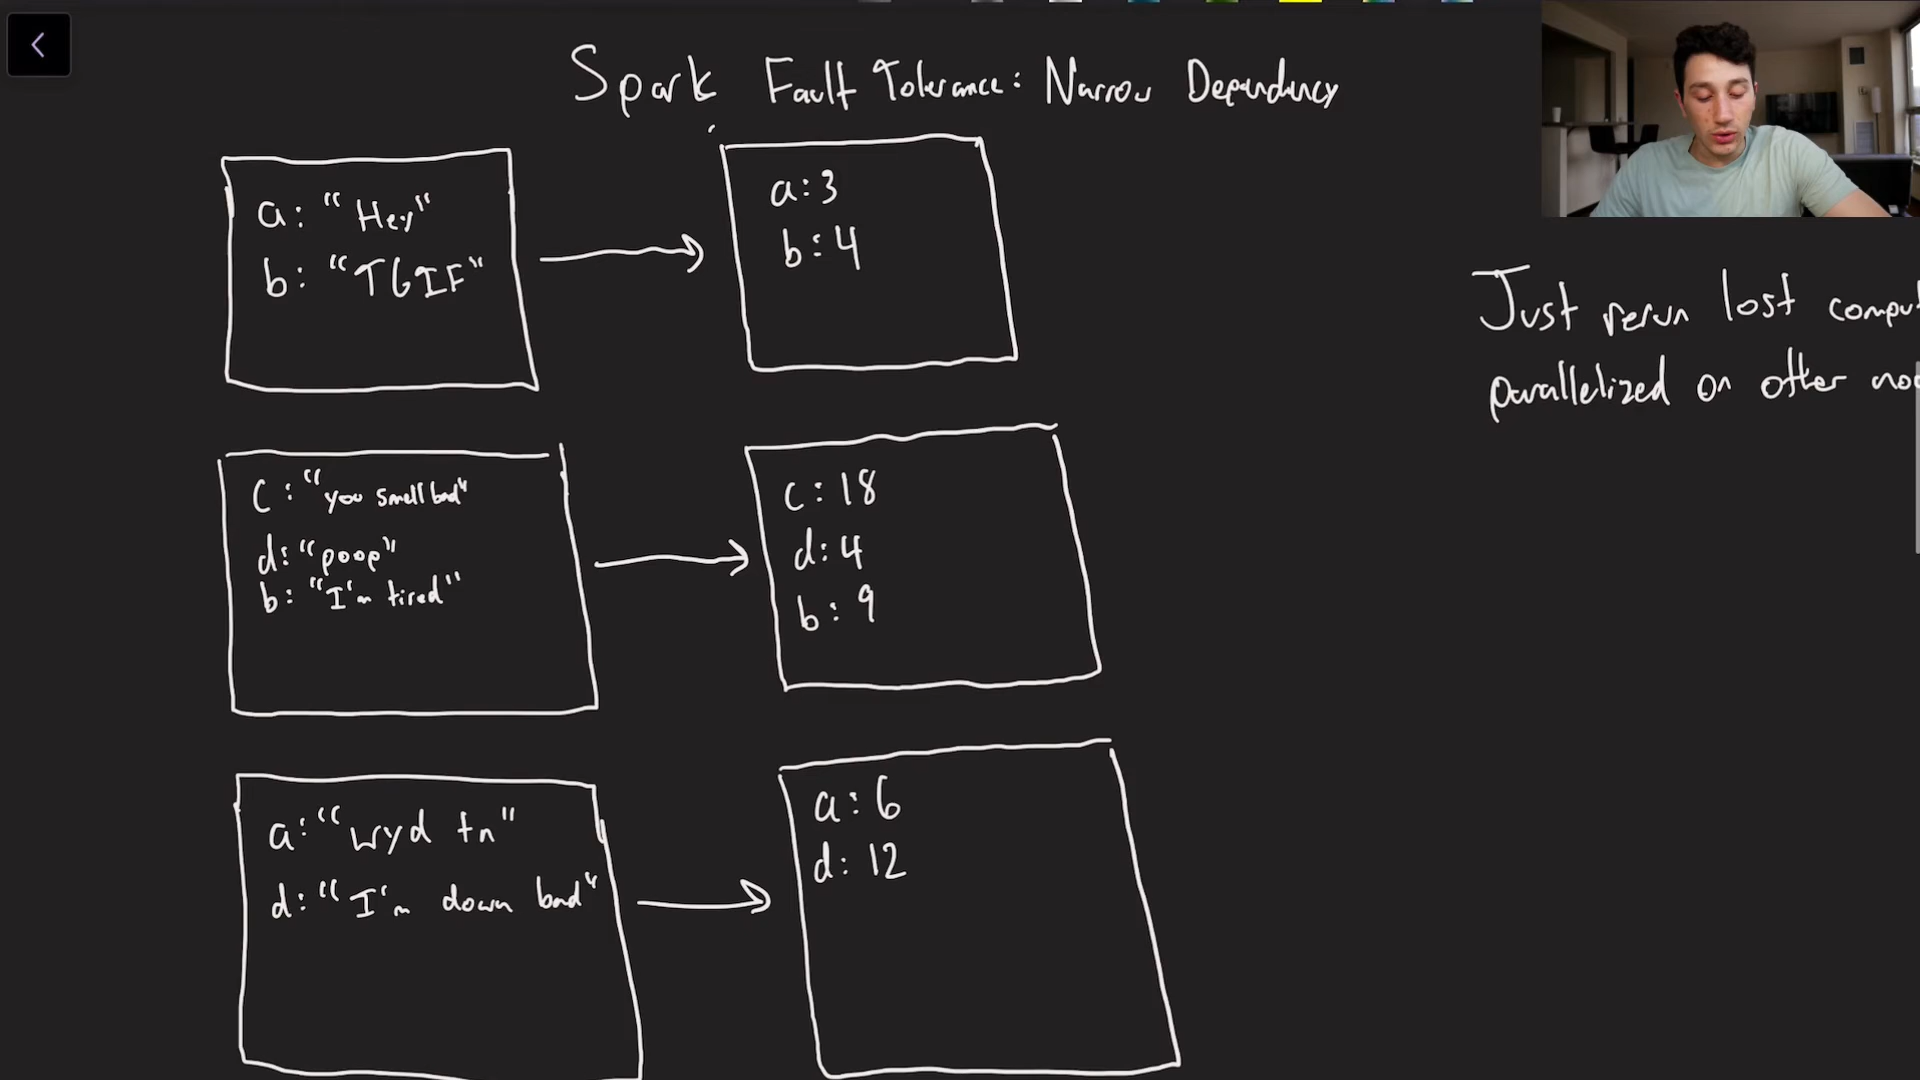 Spark Fault Tolerance: Narrow Dependency
a: "Hey"
b: "TGIF"
a: 3
b: 4
Just rerun lost
parallelized on other
c: "you smell bad"
d: "poop"
b: "I'm tired"
c: 18
d: 4
b: 9
a: "wyd tn"
d: "I'm down bad"
a: 6
d: 12